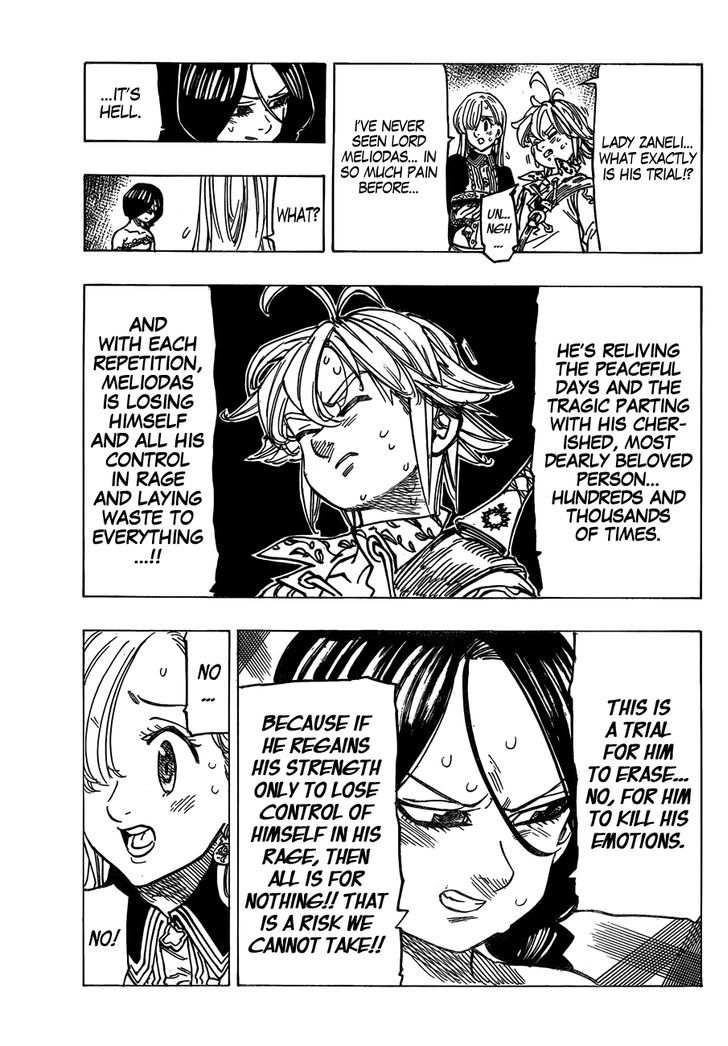 LADY ZANELI...
WHAT EXACTLY
IS HIS TRIAL!?
I'VE NEVER
SEEN LORD
MELIODAS... IN
SO MUCH PAIN
BEFORE...
UN...
NGH
...
...IT'S
HELL.
WHAT?
HE'S RELIVING
THE PEACEFUL
DAYS AND THE
TRAGIC PARTING
WITH HIS CHER-
ISHED, MOST
DEARLY BELOVED
PERSON...
HUNDREDS AND
THOUSANDS
OF TIMES.
AND
WITH EACH
REPETITION,
MELIODAS
IS LOSING
HIMSELF
AND ALL HIS
CONTROL
IN RAGE
AND LAYING
WASTE TO
EVERYTHING
...!!
THIS IS
A TRIAL
FOR HIM
TO ERASE...
NO, FOR HIM
TO KILL HIS
EMOTIONS.
BECAUSE IF
HE REGAINS
HIS STRENGTH
ONLY TO LOSE
CONTROL OF
HIMSELF IN HIS
RAGE, THEN
ALL IS FOR
NOTHING!! THAT
IS A RISK WE
CANNOT TAKE!!
NO
...
NO!